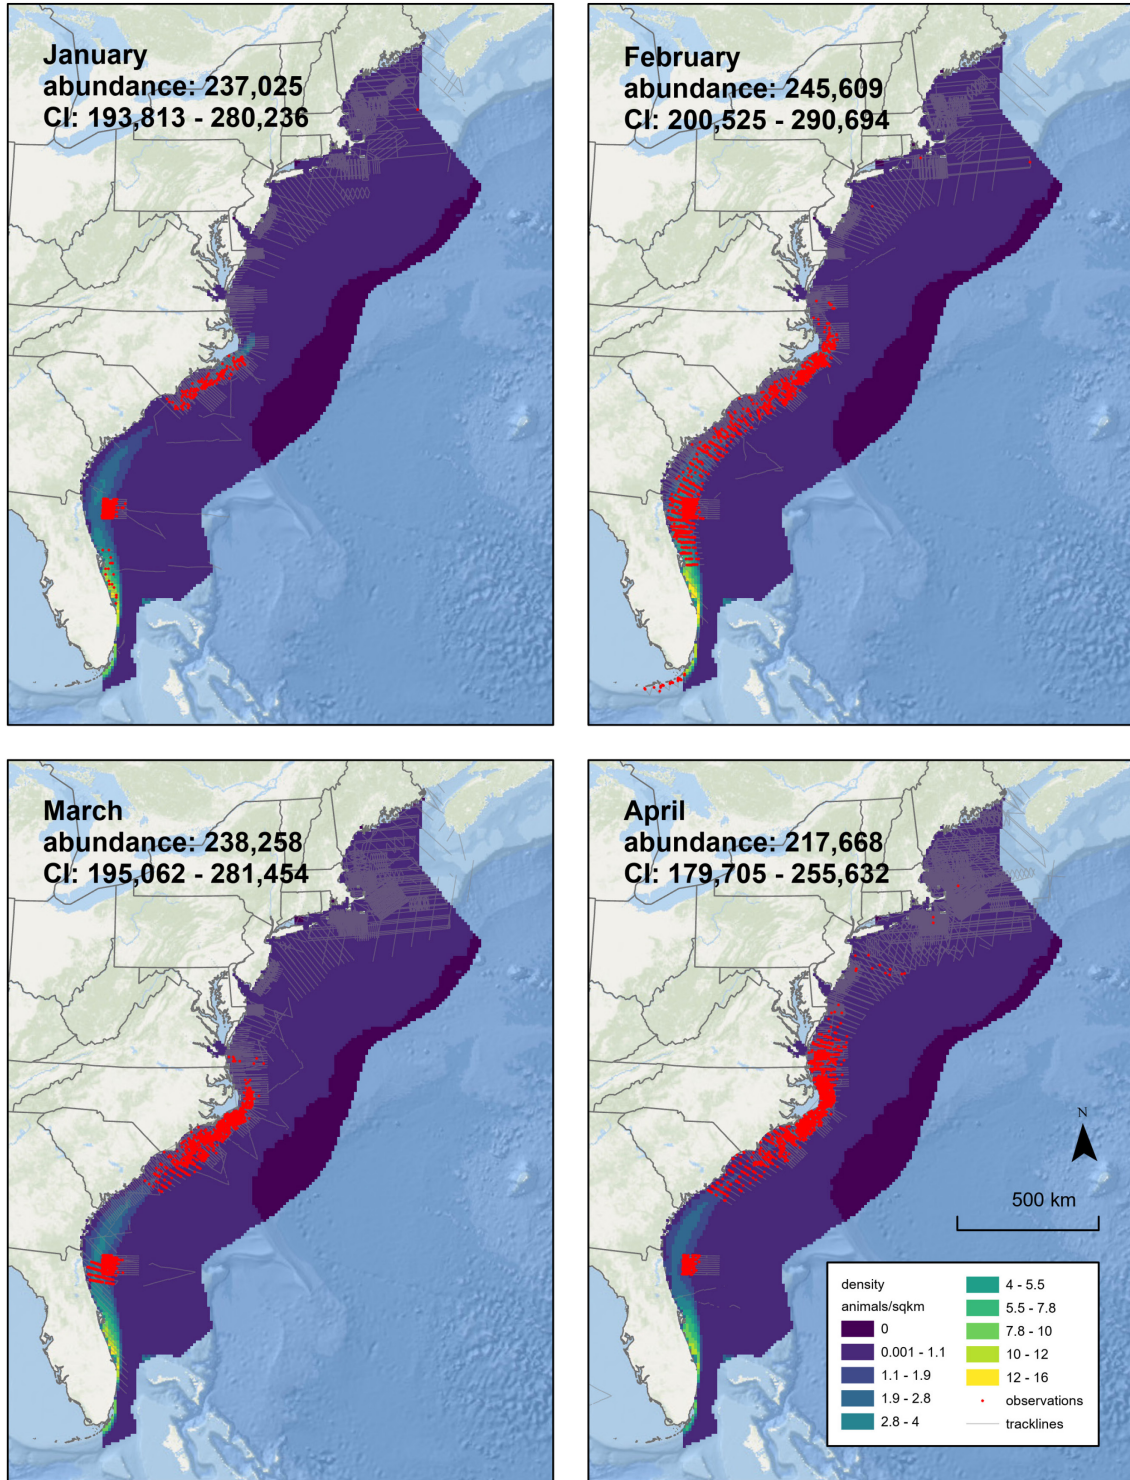 January
abundance: 237,025
CI: 193,813 - 280,236
February
abundance: 245,609
CI: 200,525 - 290,694
March
abundance: 238,258
CI: 195,062 - 281,454
April
abundance: 217,668
CI: 179,705 - 255,632
N
500 km
density
animals/sqkm
0
0.001 - 1.1
1.1 - 1.9
1.9 - 2.8
2.8 - 4
4 - 5.5
5.5 - 7.8
7.8 - 10
10 - 12
12 - 16
observations
tracklines